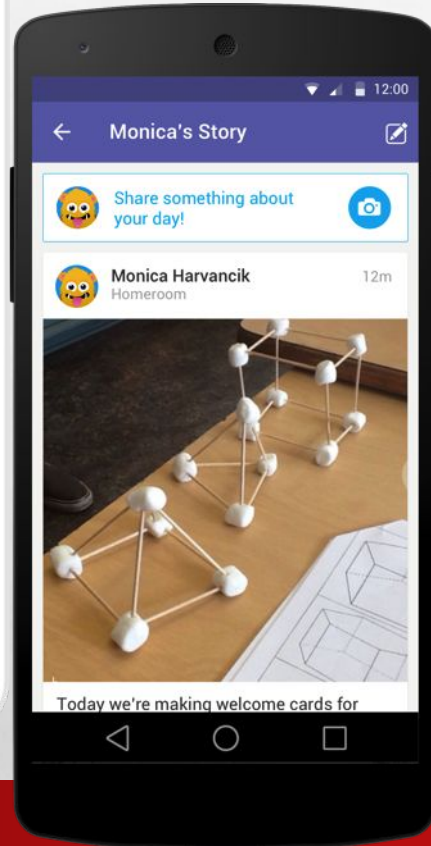 12:00
Monica's Story
Share something about
your day!
Monica Harvancik
12m
Homeroom
Today we're making welcome cards for